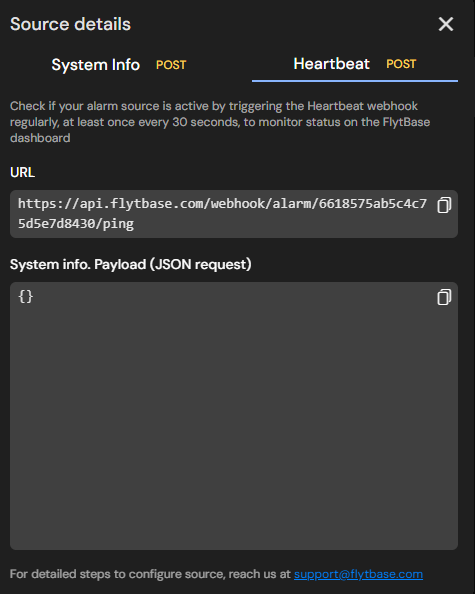 Source details
System Info POST
Heartbeat POST
Check if your alarm source is active by triggering the Heartbeat webhook
regularly, at least once every 30 seconds, to monitor status on the FlytBase
dashboard
URL
https://api.flytbase.com/webhook/alarm/6618575ab5c4c7
5d5e7d8430/ping
System info. Payload (JSON request)
{}
For detailed steps to configure source, reach us at support@flytbase.com